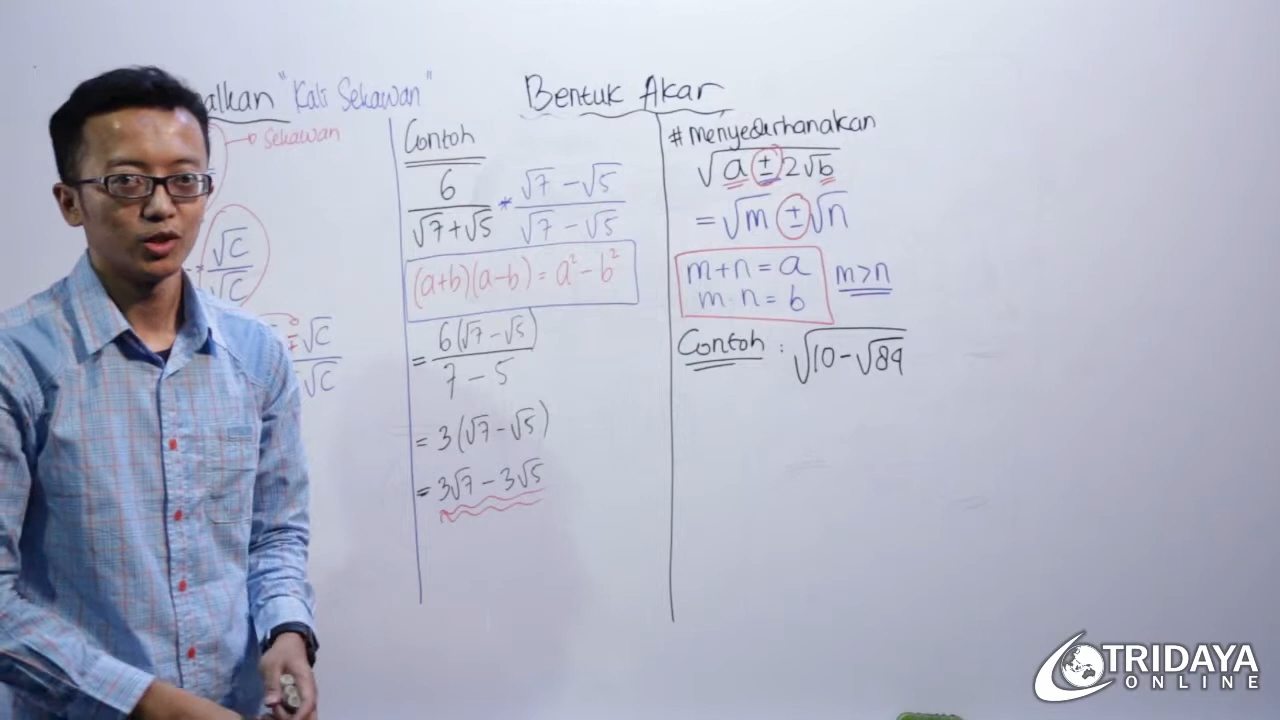 alkan "Kali Sekawan"
Sekawan
√C
√C
√C
√C
Bentuk Akar
Contoh
6/(√7+√5) * (√7-√5)/(√7-√5)
(a+b)(a-b) = a²-b²
= 6(√7-√5)/(7-5)
= 3(√7-√5)
= 3√7-3√5
#menyederhanakan
√(a±2√b)
= √m ± √n
m+n = a
m·n = b
m>n
Contoh : √(10-√84)
TRIDAYA
ONLINE